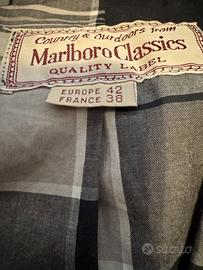 Country & Outdoors from
Marlboro Classics
QUALITY LABEL
EUROPE 42
FRANCE 38
subito